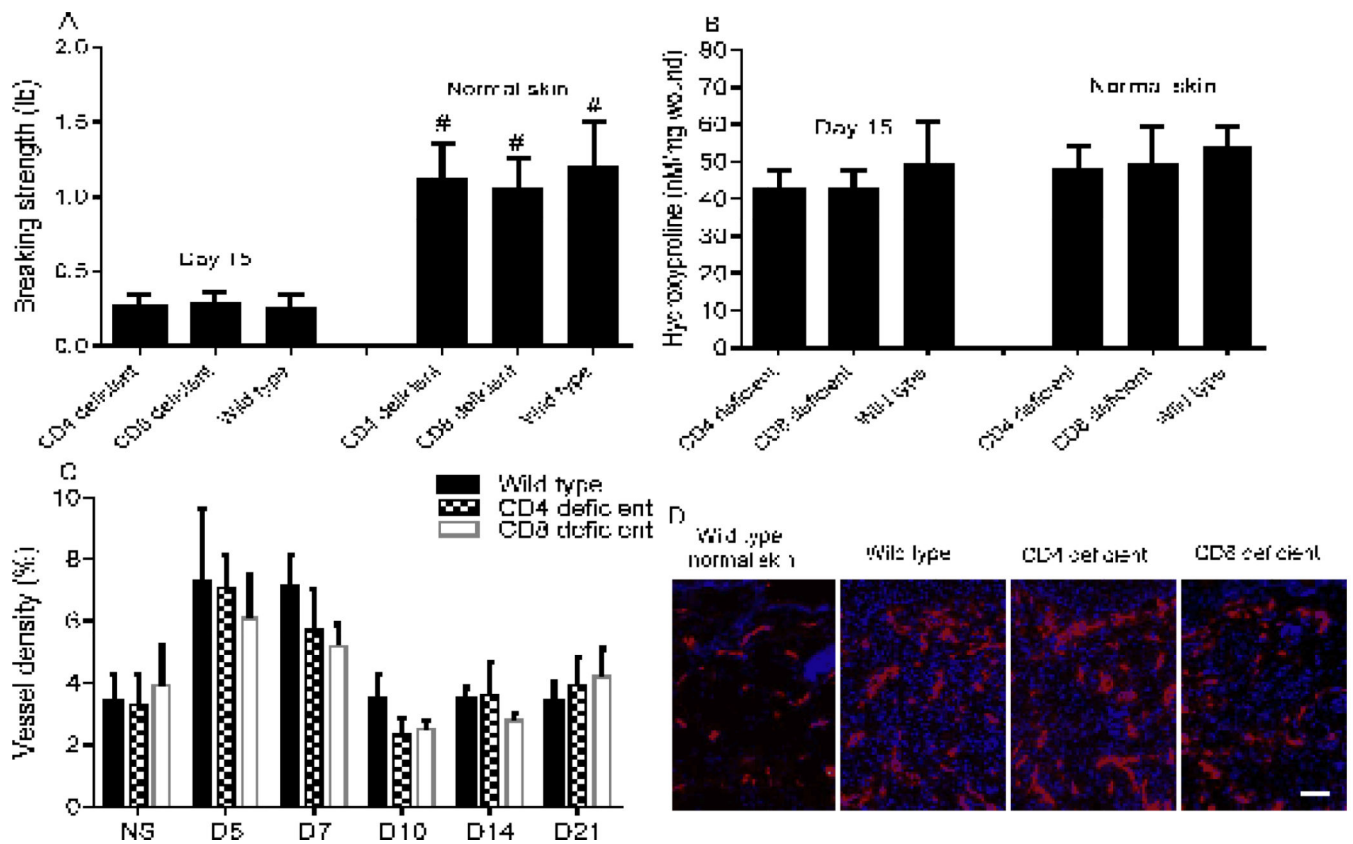 A
2.0
1.5
1.0
0.5
0.0
Breaking strength (lb)
Day 15
Normal skin
#
#
#
CD4 deficient
CD8 deficient
Wild type
CD4 deficient
CD8 deficient
Wild type
B
80
70
60
50
40
30
20
10
0
Hydroxyproline (nM/mg wound)
Day 15
Normal skin
CD4 deficient
CD8 deficient
Wild type
CD4 deficient
CD8 deficient
Wild type
C
Wild type
CD4 deficient
CD8 deficient
10
8
6
4
2
0
Vessel density (%)
NS
D7
D10
D14
D21
D
Wild type
normal skin
Wild type
CD4 deficient
CD8 deficient